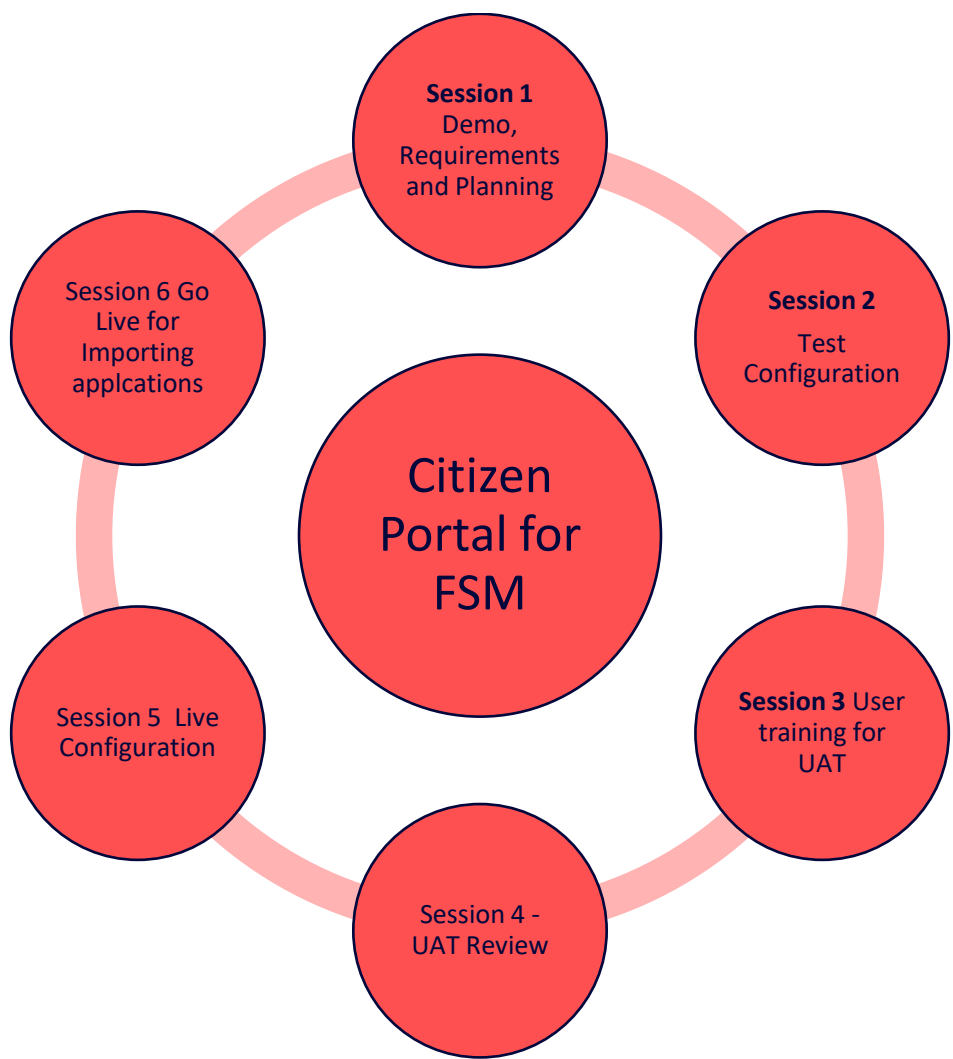 Session 1
Demo,
Requirements
and Planning
Session 2
Test
Configuration
Session 3 User
training for
UAT
Session 4 -
UAT Review
Session 5  Live
Configuration
Session 6 Go
Live for
Importing
applcations
Citizen
Portal for
FSM